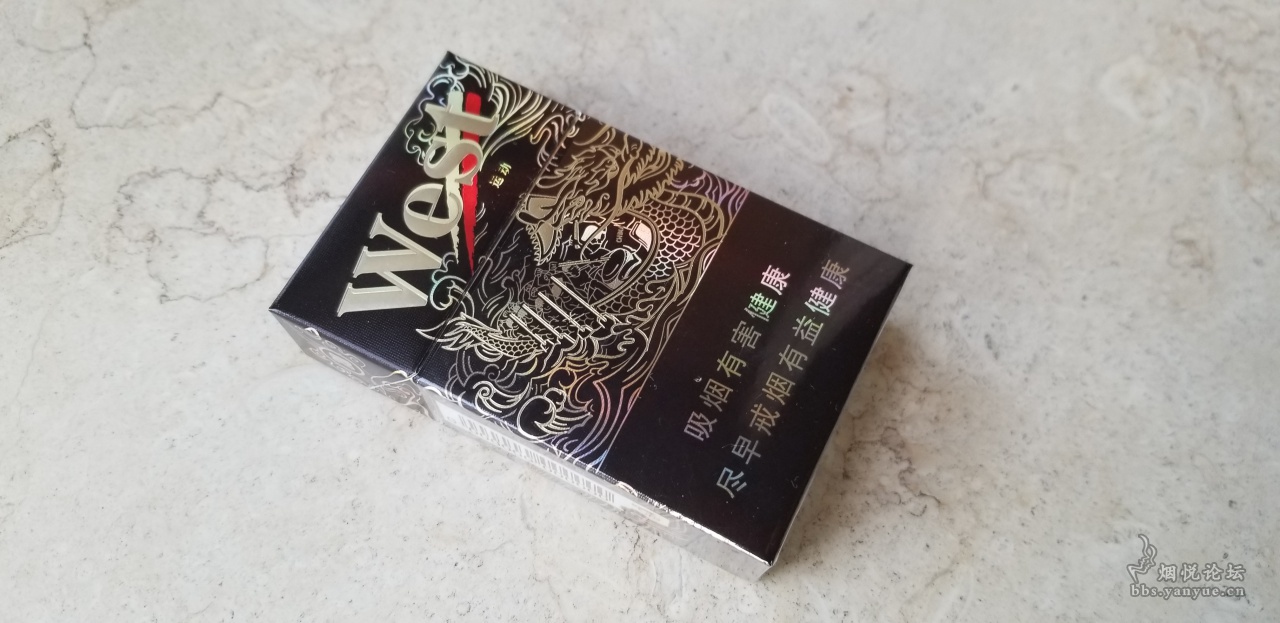 West
运动
吸烟有害健康
尽早戒烟有益健康
烟悦论坛
bbs.yanyue.cn